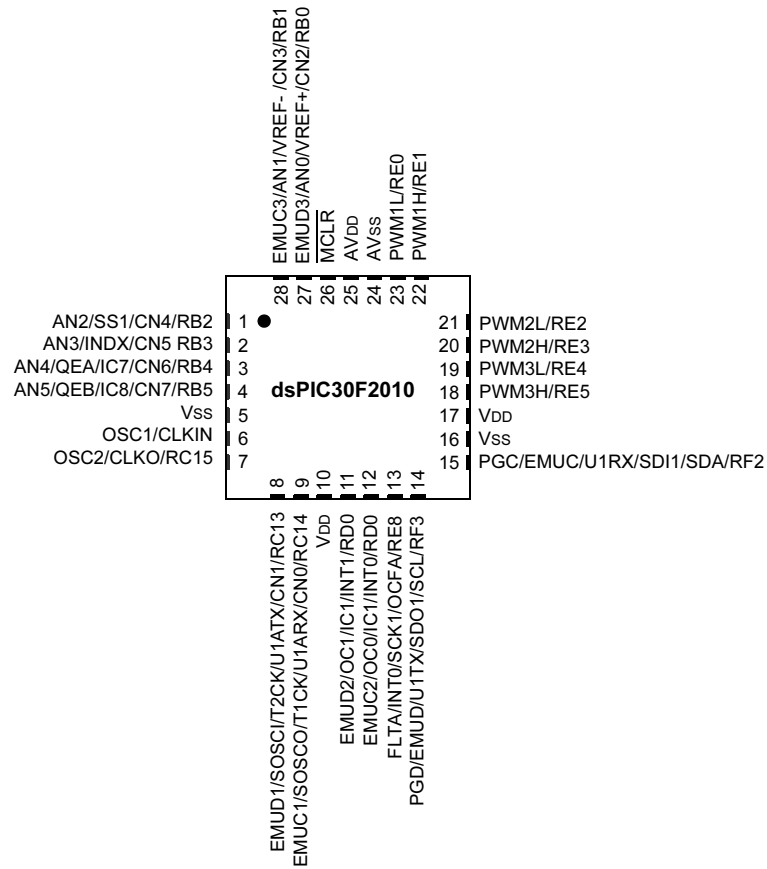 EMUC3/AN1/VREF- /CN3/RB1
EMUD3/AN0/VREF+/CN2/RB0
MCLR
AVDD
AVSS
PWM1L/RE0
PWM1H/RE1
28
27
26
25
24
23
22
AN2/SS1/CN4/RB2
AN3/INDX/CN5 RB3
AN4/QEA/IC7/CN6/RB4
AN5/QEB/IC8/CN7/RB5
VSS
OSC1/CLKIN
OSC2/CLKO/RC15
1
2
3
4
5
6
7
dsPIC30F2010
21
20
19
18
17
16
15
PWM2L/RE2
PWM2H/RE3
PWM3L/RE4
PWM3H/RE5
VDD
VSS
PGC/EMUC/U1RX/SDI1/SDA/RF2
8
9
10
11
12
13
14
EMUD1/SOSCI/T2CK/U1ATX/CN1/RC13
EMUC1/SOSCO/T1CK/U1ARX/CN0/RC14
VDD
EMUD2/OC1/IC1/INT1/RD0
EMUC2/OC0/IC1/INT0/RD0
FLTA/INT0/SCK1/OCFA/RE8
PGD/EMUD/U1TX/SDO1/SCL/RF3